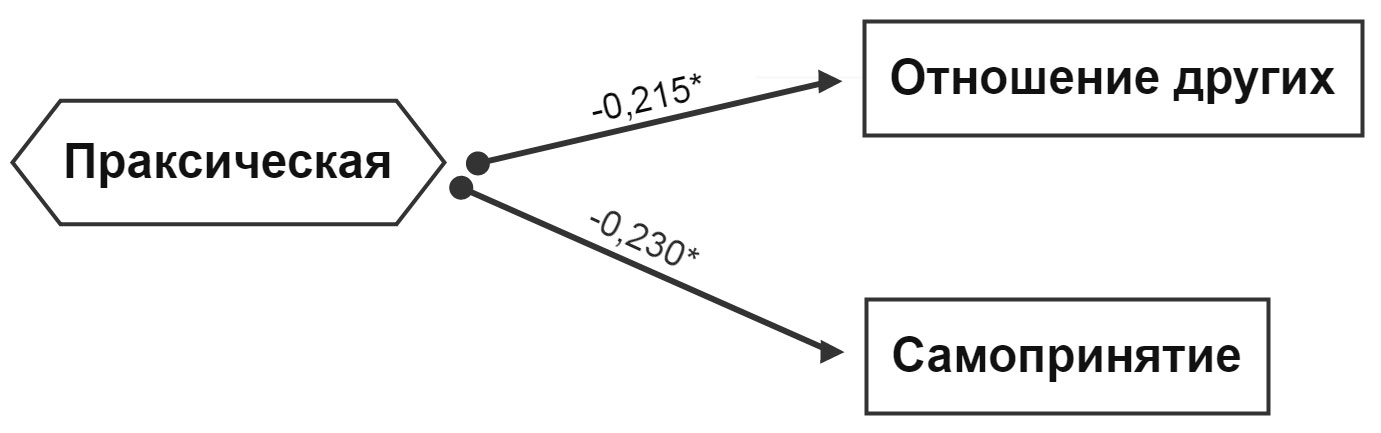 Праксическая
-0,215*
Отношение других
-0,230*
Самопринятие